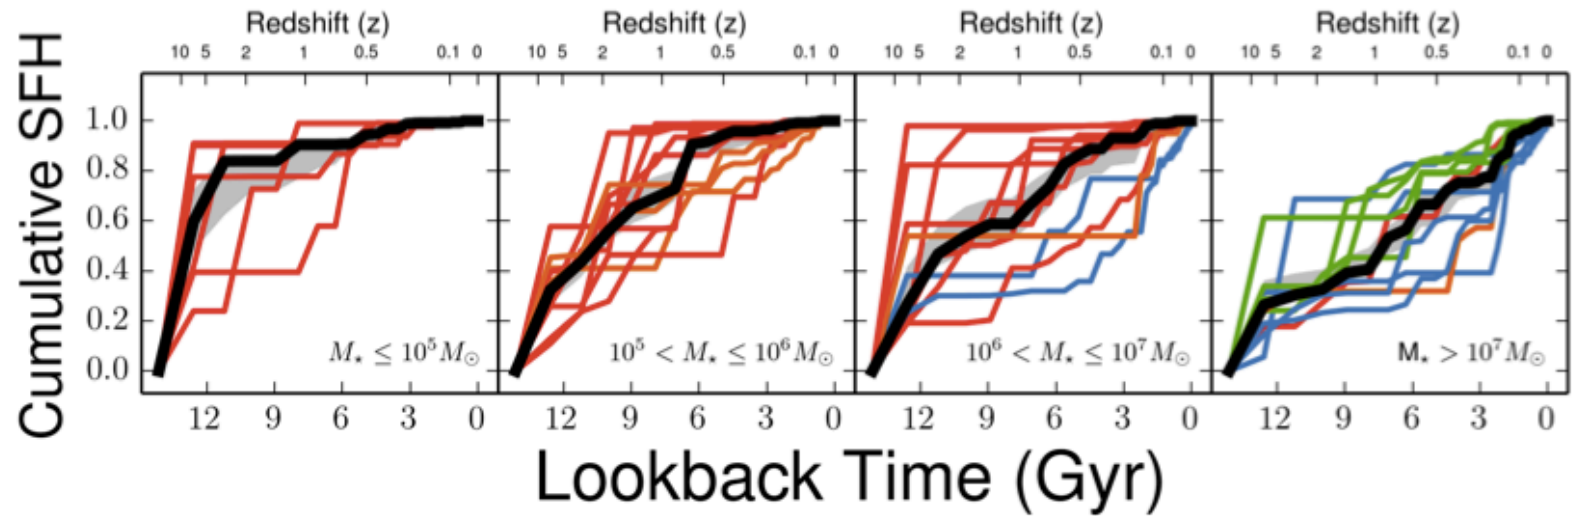 Redshift (z) Redshift (z) Redshift (z) Redshift (z)
10 5 2 1 0.5 0.1 0 10 5 2 1 0.5 0.1 0 10 5 2 1 0.5 0.1 0 10 5 2 1 0.5 0.1 0
Cumulative SFH
1.0
0.8
0.6
0.4
0.2
0.0
M⋆ ≤ 10⁵M⊙ 10⁵ < M⋆ ≤ 10⁶M⊙ 10⁶ < M⋆ ≤ 10⁷M⊙ M⋆ > 10⁷M⊙
12 9 6 3 0 12 9 6 3 0 12 9 6 3 0 12 9 6 3 0
Lookback Time (Gyr)